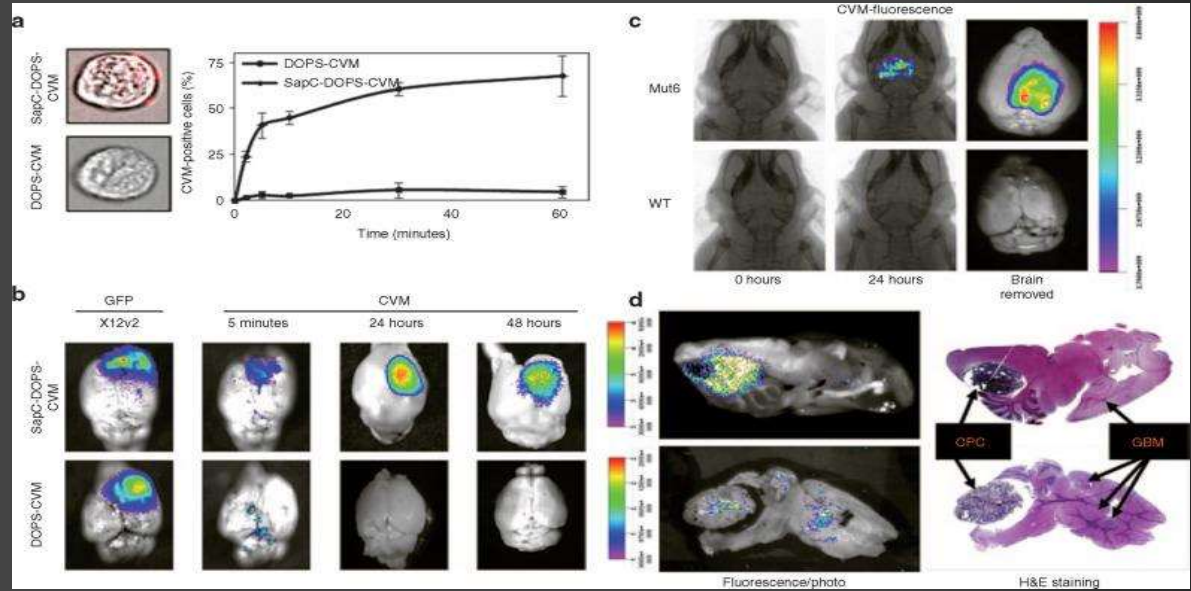 a
SapC-DOPS-
CVM
DOPS-CVM
CVM-positive cells (%)
75
50
25
0
DOPS-CVM
SapC-DOPS-CVM
0
20
40
60
Time (minutes)
b
GFP
CVM
X12v2
5 minutes
24 hours
48 hours
SapC-DOPS-
CVM
DOPS-CVM
c
CVM-fluorescence
Mut6
WT
0 hours
24 hours
Brain
removed
d
CPC
GBM
Fluorescence/photo
H&E staining